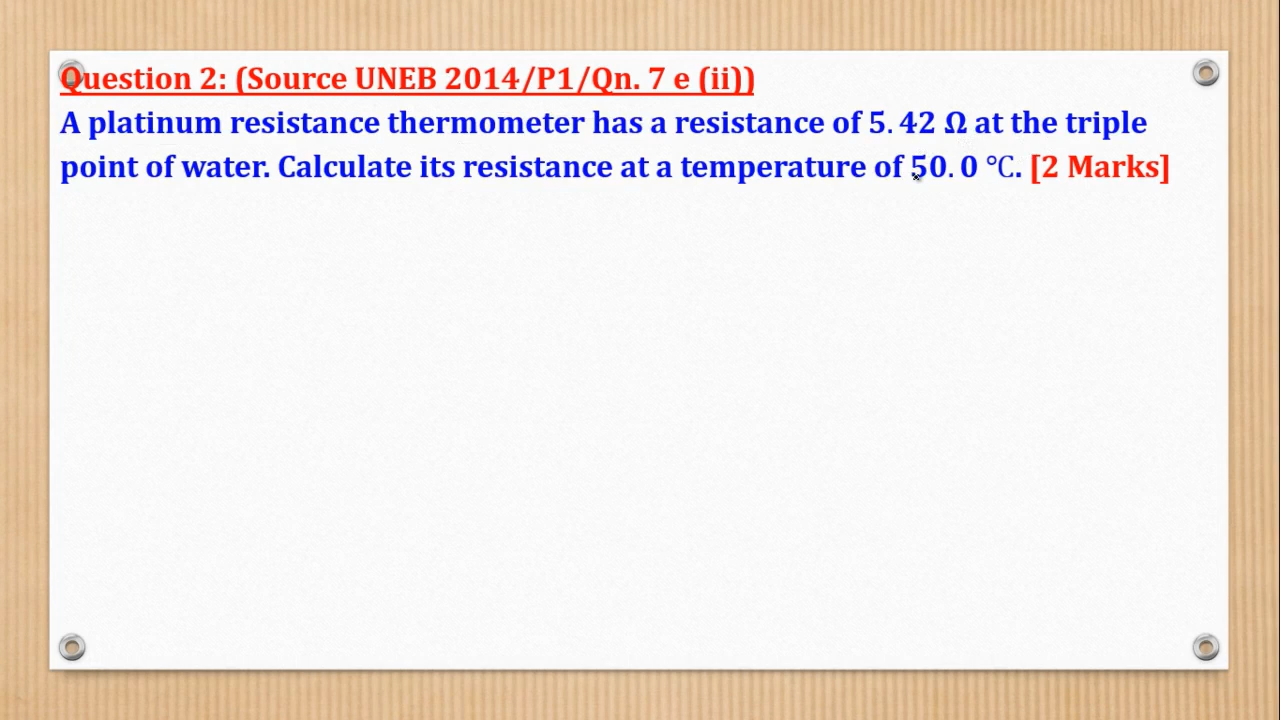 Question 2: (Source UNEB 2014/P1/Qn. 7 e (ii))
A platinum resistance thermometer has a resistance of 5.42 Ω at the triple
point of water. Calculate its resistance at a temperature of 50.0 ℃. [2 Marks]